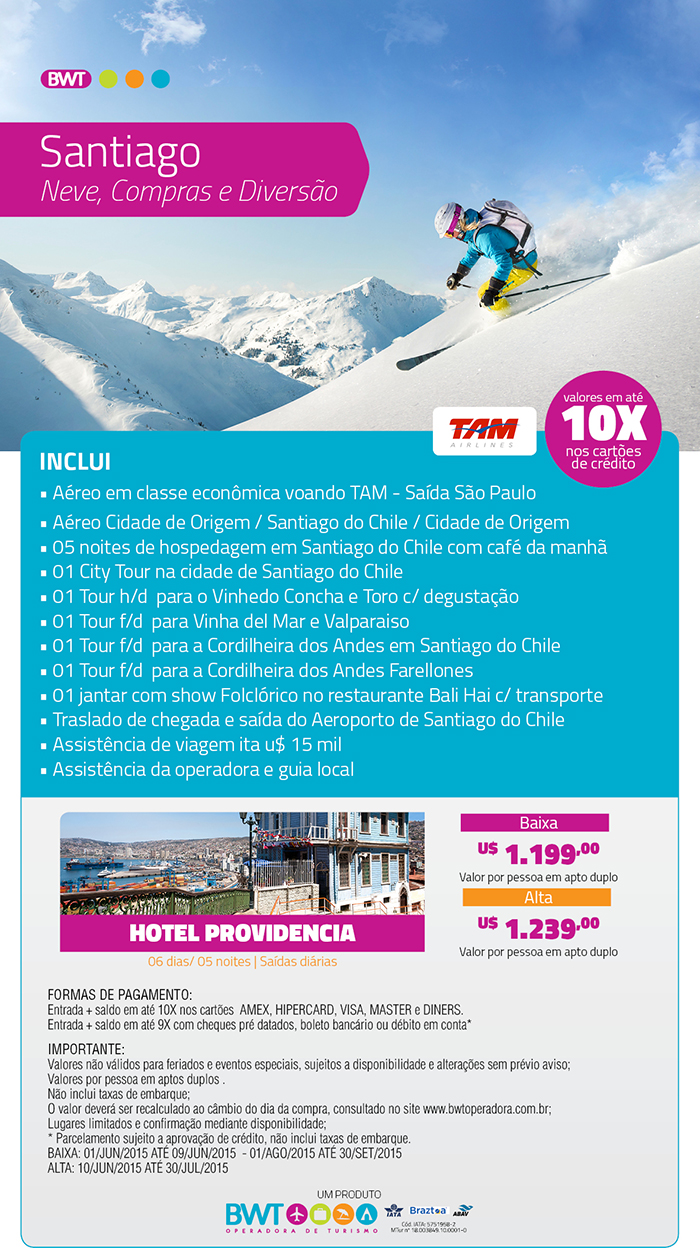 BWT
Santiago
Neve, Compras e Diversão
TAM
AIRLINES
valores em até
10X
nos cartões
de crédito
INCLUI
▪ Aéreo em classe econômica voando TAM - Saída São Paulo
▪ Aéreo Cidade de Origem / Santiago do Chile / Cidade de Origem
▪ 05 noites de hospedagem em Santiago do Chile com café da manhã
▪ 01 City Tour na cidade de Santiago do Chile
▪ 01 Tour h/d para o Vinhedo Concha e Toro c/ degustação
▪ 01 Tour f/d para Vinha del Mar e Valparaiso
▪ 01 Tour f/d para a Cordilheira dos Andes em Santiago do Chile
▪ 01 Tour f/d para a Cordilheira dos Andes Farellones
▪ 01 jantar com show Folclórico no restaurante Bali Hai c/ transporte
▪ Traslado de chegada e saída do Aeroporto de Santiago do Chile
▪ Assistência de viagem ita u$ 15 mil
▪ Assistência da operadora e guia local
HOTEL PROVIDENCIA
06 dias/ 05 noites | Saídas diárias
Baixa
U$ 1.199,00
Valor por pessoa em apto duplo
Alta
U$ 1.239,00
Valor por pessoa em apto duplo
FORMAS DE PAGAMENTO:
Entrada + saldo em até 10X nos cartões AMEX, HIPERCARD, VISA, MASTER e DINERS.
Entrada + saldo em até 9X com cheques pré datados, boleto bancário ou débito em conta*
IMPORTANTE:
Valores não válidos para feriados e eventos especiais, sujeitos a disponibilidade e alterações sem prévio aviso;
Valores por pessoa em aptos duplos .
Não inclui taxas de embarque;
O valor deverá ser recalculado ao câmbio do dia da compra, consultado no site www.bwtoperadora.com.br;
Lugares limitados e confirmação mediante disponibilidade;
* Parcelamento sujeito a aprovação de crédito, não inclui taxas de embarque.
BAIXA: 01/JUN/2015 ATÉ 09/JUN/2015 - 01/AGO/2015 ATÉ 30/SET/2015
ALTA: 10/JUN/2015 ATÉ 30/JUL/2015
UM PRODUTO
BWT
OPERADORA DE TURISMO
IATA
Braztoa
ABAV
Cód. IATA: 5751958-2
MTur nº 18.003849.10.0001-0